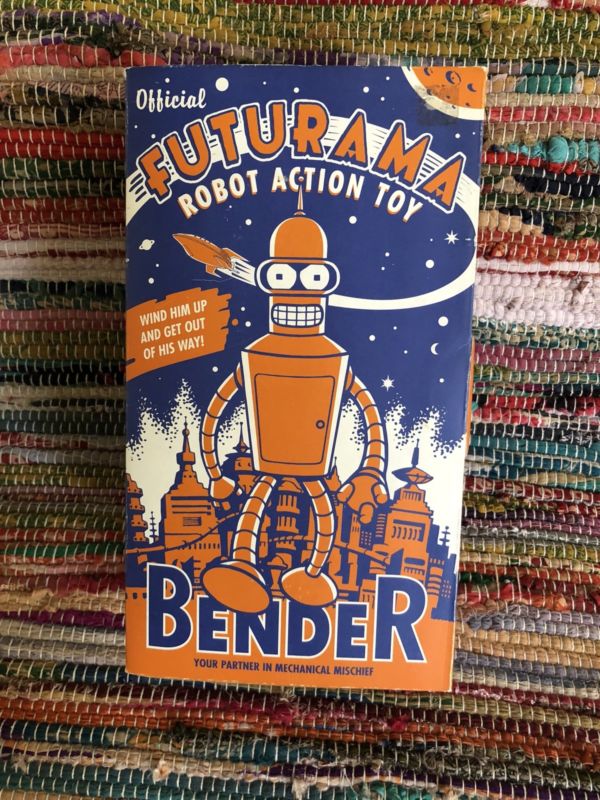 Official
FUTURAMA
ROBOT ACTION TOY
WIND HIM UP
AND GET OUT
OF HIS WAY!
BENDER
YOUR PARTNER IN MECHANICAL MISCHIEF